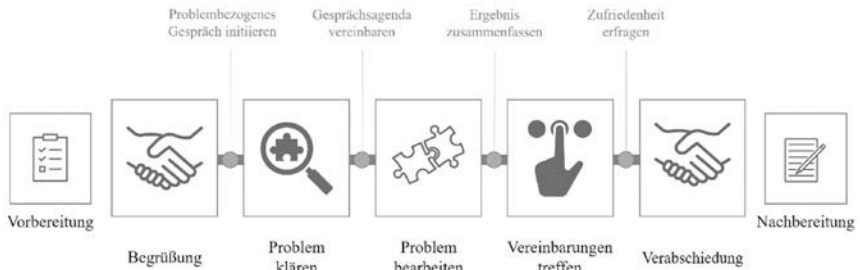 Problembezogenes
Gespräch initiieren
Gesprächsagenda
vereinbaren
Ergebnis
zusammenfassen
Zufriedenheit
erfragen
Vorbereitung
Begrüßung
Problem
klären
Problem
bearbeiten
Vereinbarungen
treffen
Verabschiedung
Nachbereitung